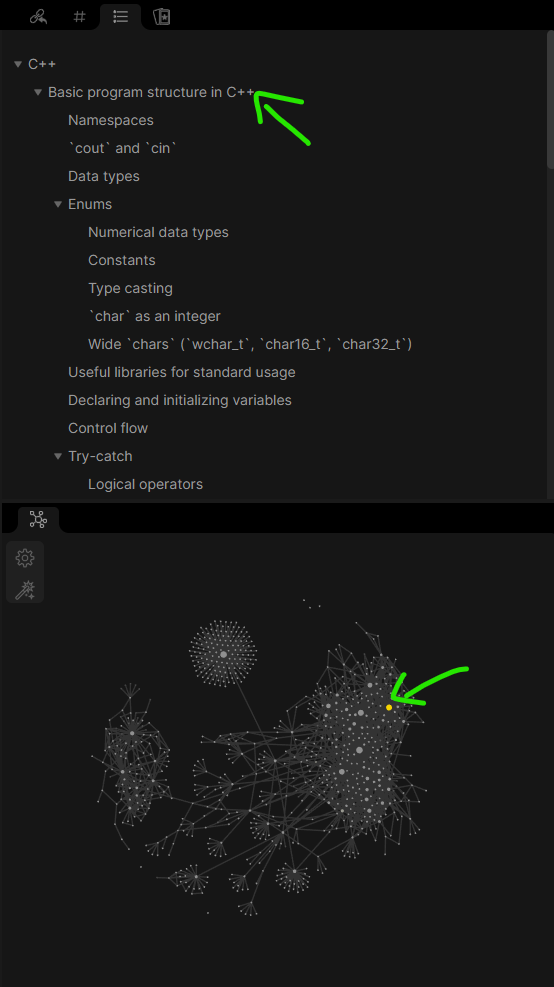 C++
Basic program structure in C++
Namespaces
`cout` and `cin`
Data types
Enums
Numerical data types
Constants
Type casting
`char` as an integer
Wide `chars` (`wchar_t`, `char16_t`, `char32_t`)
Useful libraries for standard usage
Declaring and initializing variables
Control flow
Try-catch
Logical operators